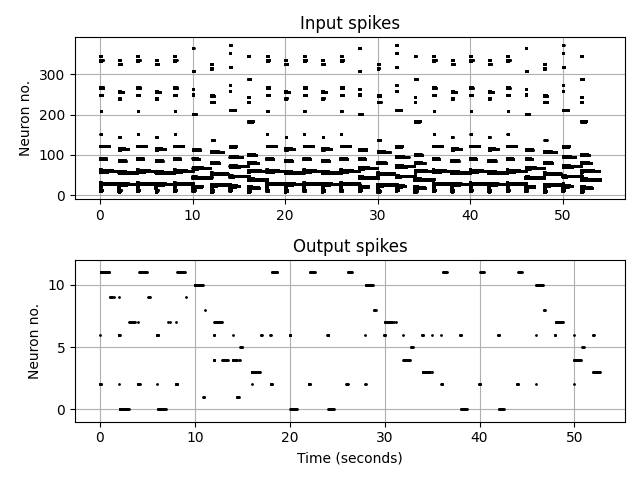 Input spikes
Neuron no.
300
200
100
0
0 10 20 30 40 50
Output spikes
Neuron no.
10
5
0
0 10 20 30 40 50
Time (seconds)